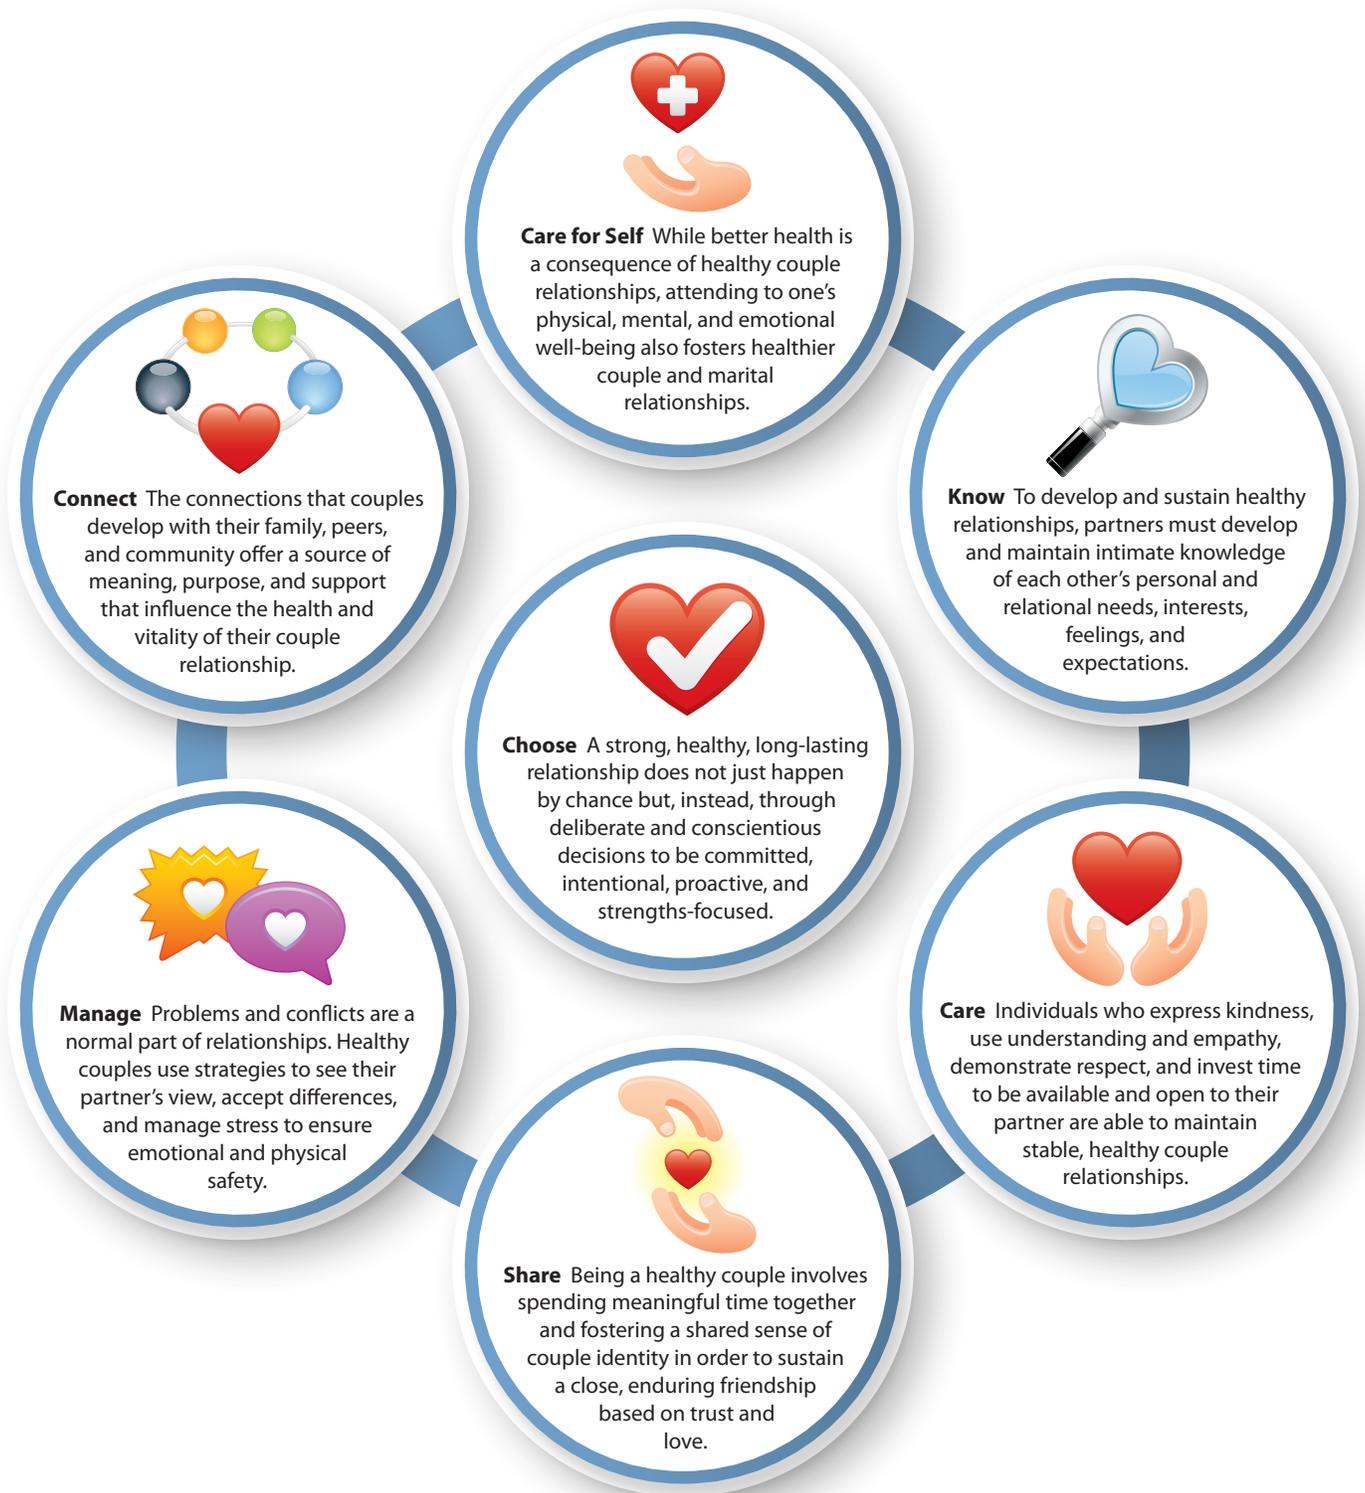 Care for Self While better health is
a consequence of healthy couple
relationships, attending to one’s
physical, mental, and emotional
well-being also fosters healthier
couple and marital
relationships.
Connect The connections that couples
develop with their family, peers,
and community offer a source of
meaning, purpose, and support
that influence the health and
vitality of their couple
relationship.
Know To develop and sustain healthy
relationships, partners must develop
and maintain intimate knowledge
of each other’s personal and
relational needs, interests,
feelings, and
expectations.
Choose A strong, healthy, long-lasting
relationship does not just happen
by chance but, instead, through
deliberate and conscientious
decisions to be committed,
intentional, proactive, and
strengths-focused.
Manage Problems and conflicts are a
normal part of relationships. Healthy
couples use strategies to see their
partner’s view, accept differences,
and manage stress to ensure
emotional and physical
safety.
Care Individuals who express kindness,
use understanding and empathy,
demonstrate respect, and invest time
to be available and open to their
partner are able to maintain
stable, healthy couple
relationships.
Share Being a healthy couple involves
spending meaningful time together
and fostering a shared sense of
couple identity in order to sustain
a close, enduring friendship
based on trust and
love.